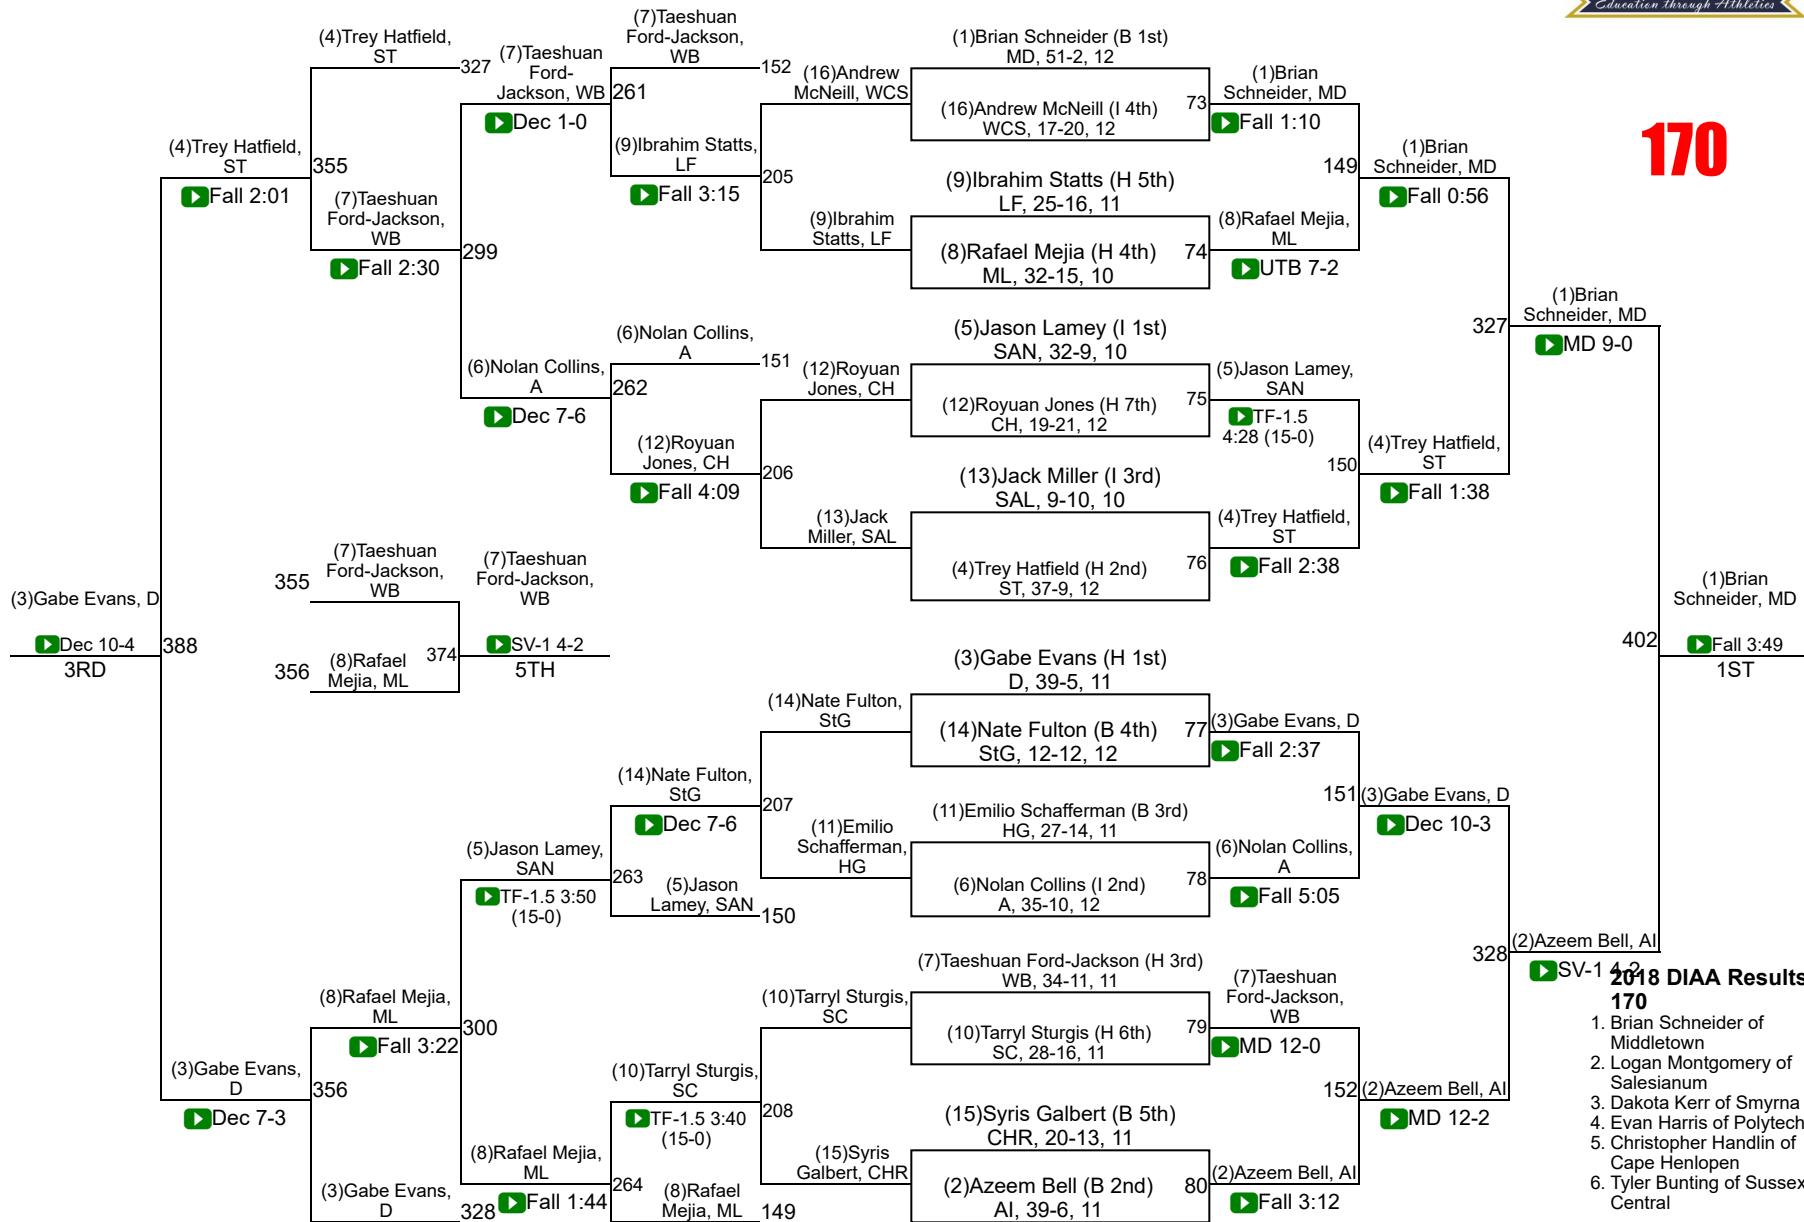 Education through Athletics
170
(4)Trey Hatfield,
ST
327
(7)Taeshuan
Ford-
Jackson, WB
Dec 1-0
(7)Taeshuan
Ford-Jackson,
WB
152
261
(9)Ibrahim Statts,
LF
Fall 3:15
(16)Andrew
McNeill, WCS
205
(9)Ibrahim
Statts, LF
(4)Trey Hatfield,
ST
Fall 2:01
355
(7)Taeshuan
Ford-Jackson,
WB
Fall 2:30
299
(6)Nolan Collins,
A
Dec 7-6
(6)Nolan Collins,
A
151
262
(12)Royuan
Jones, CH
Fall 4:09
(12)Royuan
Jones, CH
206
(13)Jack
Miller, SAL
(1)Brian Schneider (B 1st)
MD, 51-2, 12
(16)Andrew McNeill (I 4th)
WCS, 17-20, 12
73
(1)Brian
Schneider, MD
Fall 1:10
(9)Ibrahim Statts (H 5th)
LF, 25-16, 11
(8)Rafael Mejia (H 4th)
ML, 32-15, 10
74
(8)Rafael Mejia,
ML
UTB 7-2
149
(1)Brian
Schneider, MD
Fall 0:56
(5)Jason Lamey (I 1st)
SAN, 32-9, 10
(12)Royuan Jones (H 7th)
CH, 19-21, 12
75
(5)Jason Lamey,
SAN
TF-1.5
4:28 (15-0)
(13)Jack Miller (I 3rd)
SAL, 9-10, 10
(4)Trey Hatfield (H 2nd)
ST, 37-9, 12
76
(4)Trey Hatfield,
ST
Fall 2:38
150
(4)Trey Hatfield,
ST
Fall 1:38
327
(1)Brian
Schneider, MD
MD 9-0
(3)Gabe Evans, D
Dec 10-4
3RD
388
355
(7)Taeshuan
Ford-Jackson,
WB
356
(8)Rafael
Mejia, ML
374
(7)Taeshuan
Ford-Jackson,
WB
SV-1 4-2
5TH
402
(1)Brian
Schneider, MD
Fall 3:49
1ST
(3)Gabe Evans (H 1st)
D, 39-5, 11
(14)Nate Fulton (B 4th)
StG, 12-12, 12
77
(3)Gabe Evans, D
Fall 2:37
(11)Emilio Schafferman (B 3rd)
HG, 27-14, 11
(6)Nolan Collins (I 2nd)
A, 35-10, 12
78
(6)Nolan Collins,
A
Fall 5:05
151
(3)Gabe Evans, D
Dec 10-3
(7)Taeshuan Ford-Jackson (H 3rd)
WB, 34-11, 11
(10)Tarryl Sturgis (H 6th)
SC, 28-16, 11
79
(7)Taeshuan
Ford-Jackson,
WB
MD 12-0
(15)Syris Galbert (B 5th)
CHR, 20-13, 11
(2)Azeem Bell (B 2nd)
AI, 39-6, 11
80
(2)Azeem Bell, AI
Fall 3:12
152
(2)Azeem Bell, AI
MD 12-2
328
(2)Azeem Bell, AI
SV-1 4-2
(14)Nate Fulton,
StG
207
(11)Emilio
Schafferman,
HG
(14)Nate Fulton,
StG
Dec 7-6
263
(5)Jason
Lamey, SAN
150
(5)Jason Lamey,
SAN
TF-1.5 3:50
(15-0)
300
(8)Rafael Mejia,
ML
Fall 3:22
(10)Tarryl Sturgis,
SC
208
(15)Syris
Galbert, CHR
(10)Tarryl Sturgis,
SC
TF-1.5 3:40
(15-0)
264
(8)Rafael
Mejia, ML
149
(8)Rafael Mejia,
ML
Fall 1:44
(3)Gabe Evans,
D
Dec 7-3
356
(3)Gabe Evans,
D
328
2018 DIAA Results
170
1. Brian Schneider of
Middletown
2. Logan Montgomery of
Salesianum
3. Dakota Kerr of Smyrna
4. Evan Harris of Polytech
5. Christopher Handlin of
Cape Henlopen
6. Tyler Bunting of Sussex
Central